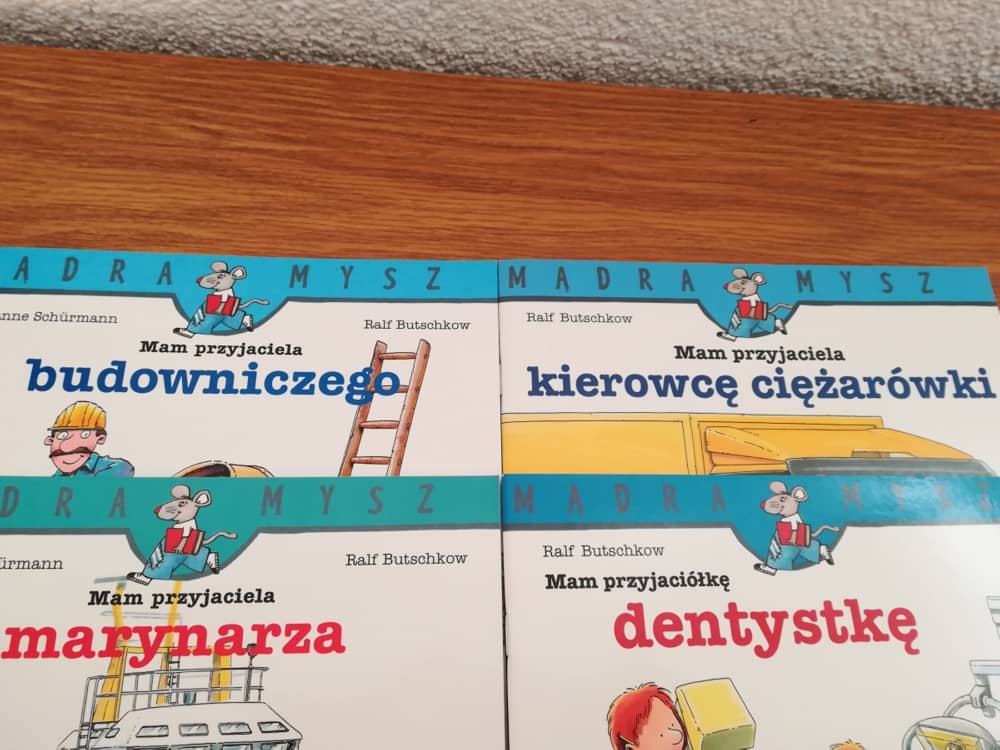 ĄDRA MYSZ
anne Schürmann
Ralf Butschkow
Mam przyjaciela
budowniczego
MĄDRA MYSZ
Ralf Butschkow
Mam przyjaciela
kierowcę ciężarówki
DRA MYSZ
ürmann
Ralf Butschkow
Mam przyjaciela
marynarza
MĄDRA MYSZ
Ralf Butschkow
Mam przyjaciółkę
dentystkę